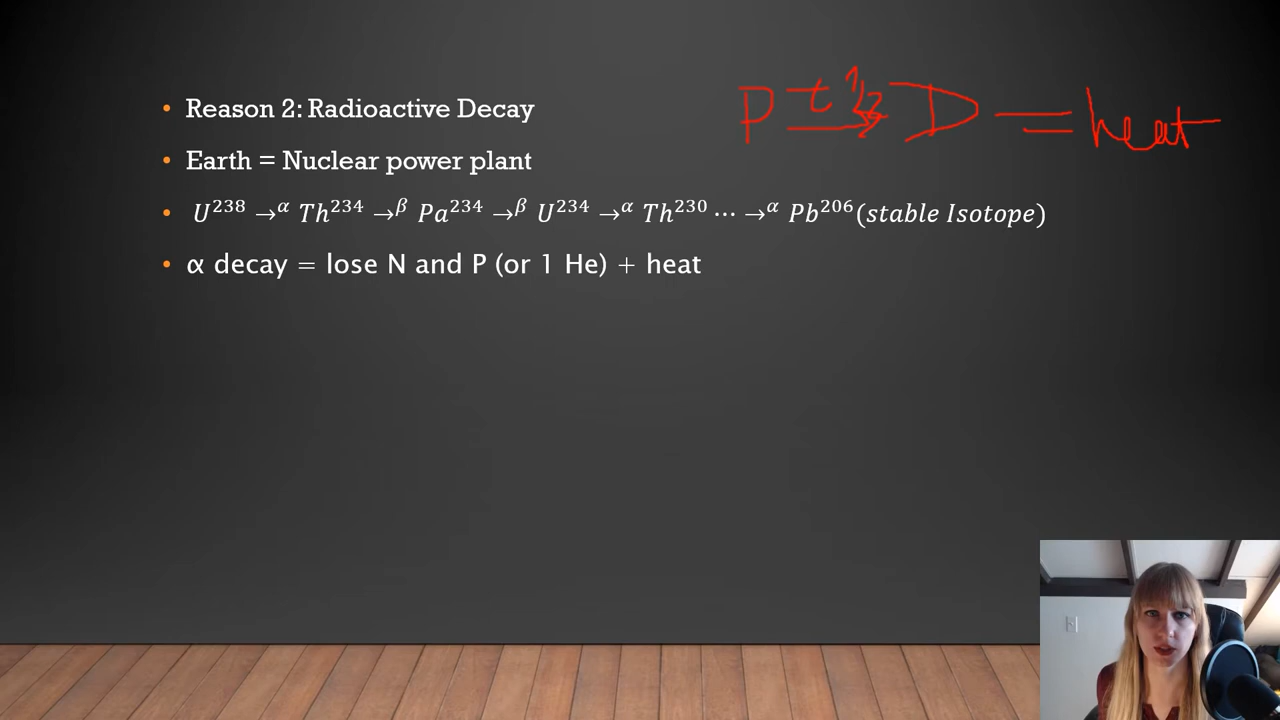 • Reason 2: Radioactive Decay
P t ½ → D = heat
• Earth = Nuclear power plant
• U²³⁸ →ᵅ Th²³⁴ →ᵝ Pa²³⁴ →ᵝ U²³⁴ →ᵅ Th²³⁰ ⋯ →ᵅ Pb²⁰⁶(stable Isotope)
• α decay = lose N and P (or 1 He) + heat